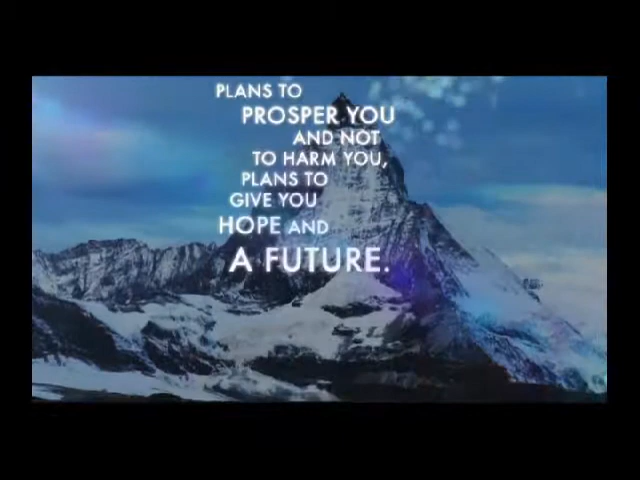 PLANS TO
PROSPER YOU
AND NOT
TO HARM YOU,
PLANS TO
GIVE YOU
HOPE AND
A FUTURE.